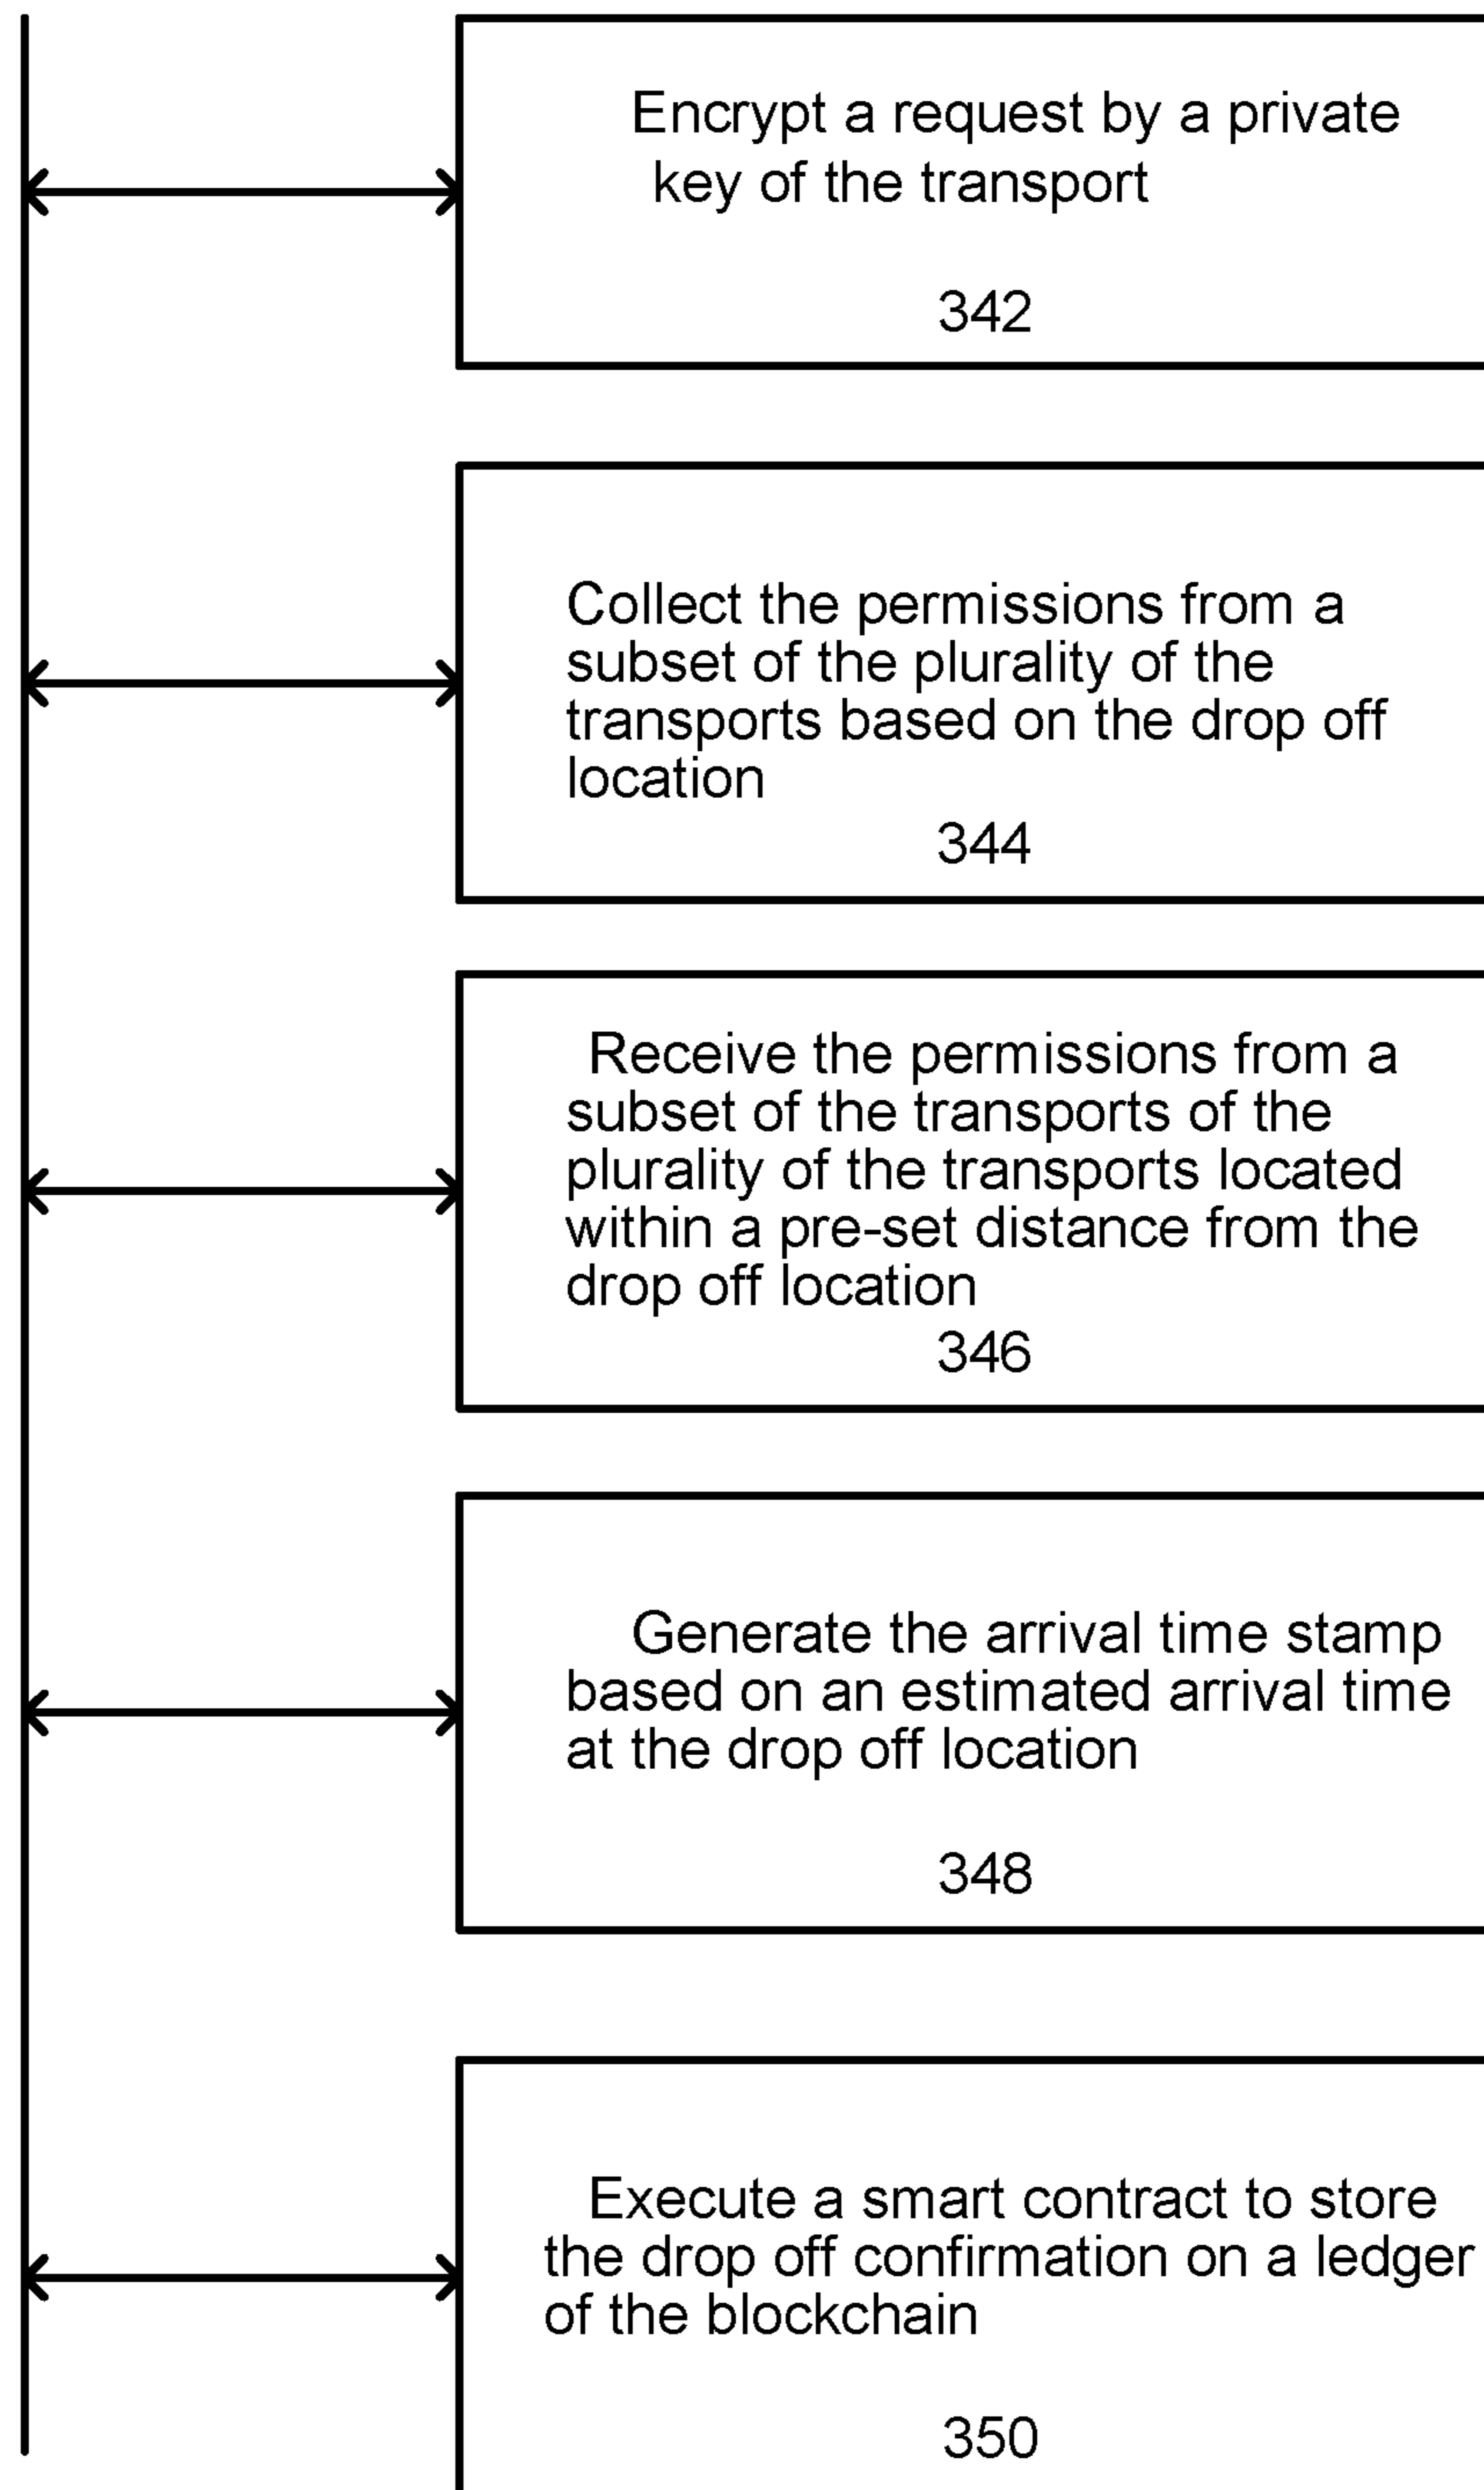 Encrypt a request by a private
key of the transport
342
Collect the permissions from a
subset of the plurality of the
transports based on the drop off
location
344
Receive the permissions from a
subset of the transports of the
plurality of the transports located
within a pre-set distance from the
drop off location
346
Generate the arrival time stamp
based on an estimated arrival time
at the drop off location
348
Execute a smart contract to store
the drop off confirmation on a ledger
of the blockchain
350